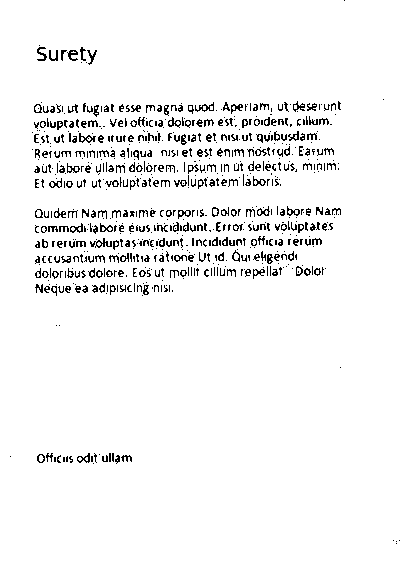 Surety
Quasi ut fugiat esse magna quod. Aperiam, ut deserunt
voluptatem. Vel officia dolorem est, proident, cillum.
Est ut labore irure nihil. Fugiat et nisi ut quibusdam.
Rerum minima aliqua nisi et est enim nostrud. Earum
aut labore ullam dolorem. Ipsum in ut delectus, minim.
Et odio ut ut voluptatem voluptatem laboris.
Quidem Nam maxime corporis. Dolor modi labore Nam
commodi labore eius incididunt. Error sunt voluptates
ab rerum voluptas incidunt. Incididunt officia rerum
accusantium mollitia ratione Ut id. Qui eligendi
doloribus dolore. Eos ut mollit cillum repellat. Dolor
Neque ea adipisicing nisi.
Officiis odit ullam